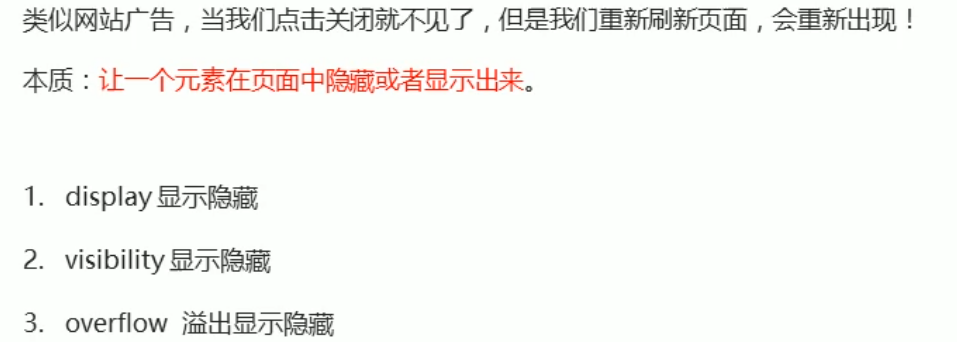 类似网站广告，当我们点击关闭就不见了，但是我们重新刷新页面，会重新出现！
本质：让一个元素在页面中隐藏或者显示出来。
1. display 显示隐藏
2. visibility 显示隐藏
3. overflow 溢出显示隐藏